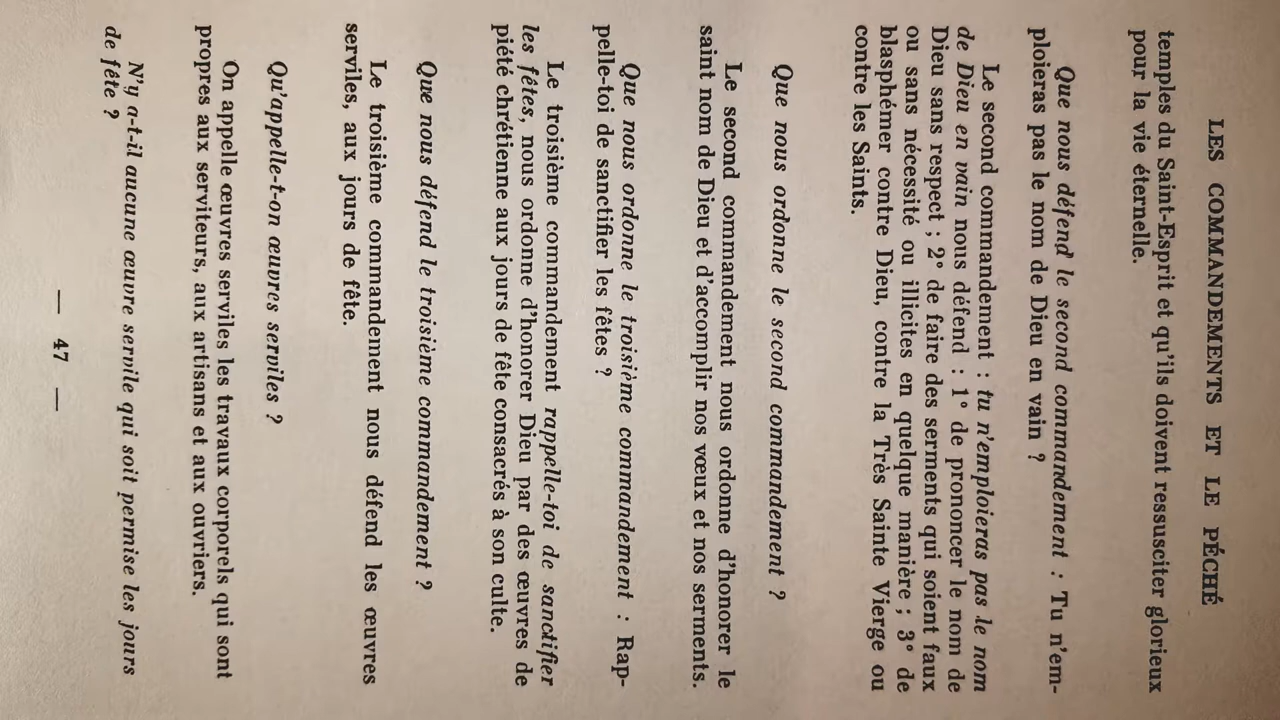 LES COMMANDEMENTS ET LE PÉCHÉ
temples du Saint-Esprit et qu'ils doivent ressusciter glorieux
pour la vie éternelle.
Que nous défend le second commandement : Tu n'em-
ploieras pas le nom de Dieu en vain ?
Le second commandement : tu n'emploieras pas le nom
de Dieu en vain nous défend : 1° de prononcer le nom de
Dieu sans respect ; 2° de faire des serments qui soient faux
ou sans nécessité ou illicites en quelque manière ; 3° de
blasphémer contre Dieu, contre la Très Sainte Vierge ou
contre les Saints.
Que nous ordonne le second commandement ?
Le second commandement nous ordonne d'honorer le
saint nom de Dieu et d'accomplir nos vœux et nos serments.
Que nous ordonne le troisième commandement : Rap-
pelle-toi de sanctifier les fêtes ?
Le troisième commandement rappelle-toi de sanctifier
les fêtes, nous ordonne d'honorer Dieu par des œuvres de
piété chrétienne aux jours de fête consacrés à son culte.
Que nous défend le troisième commandement ?
Le troisième commandement nous défend les œuvres
serviles, aux jours de fête.
Qu'appelle-t-on œuvres serviles ?
On appelle œuvres serviles les travaux corporels qui sont
propres aux serviteurs, aux artisans et aux ouvriers.
N'y a-t-il aucune œuvre servile qui soit permise les jours
de fête ?
— 47 —